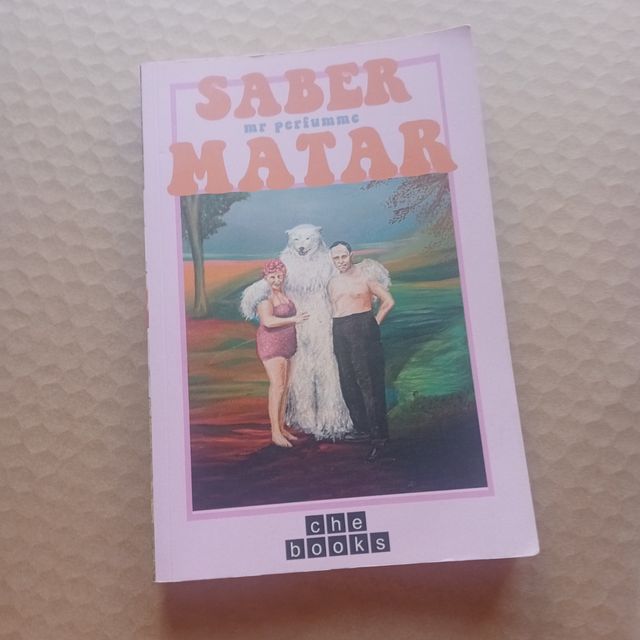 SABER
mr perfumme
MATAR
che
books